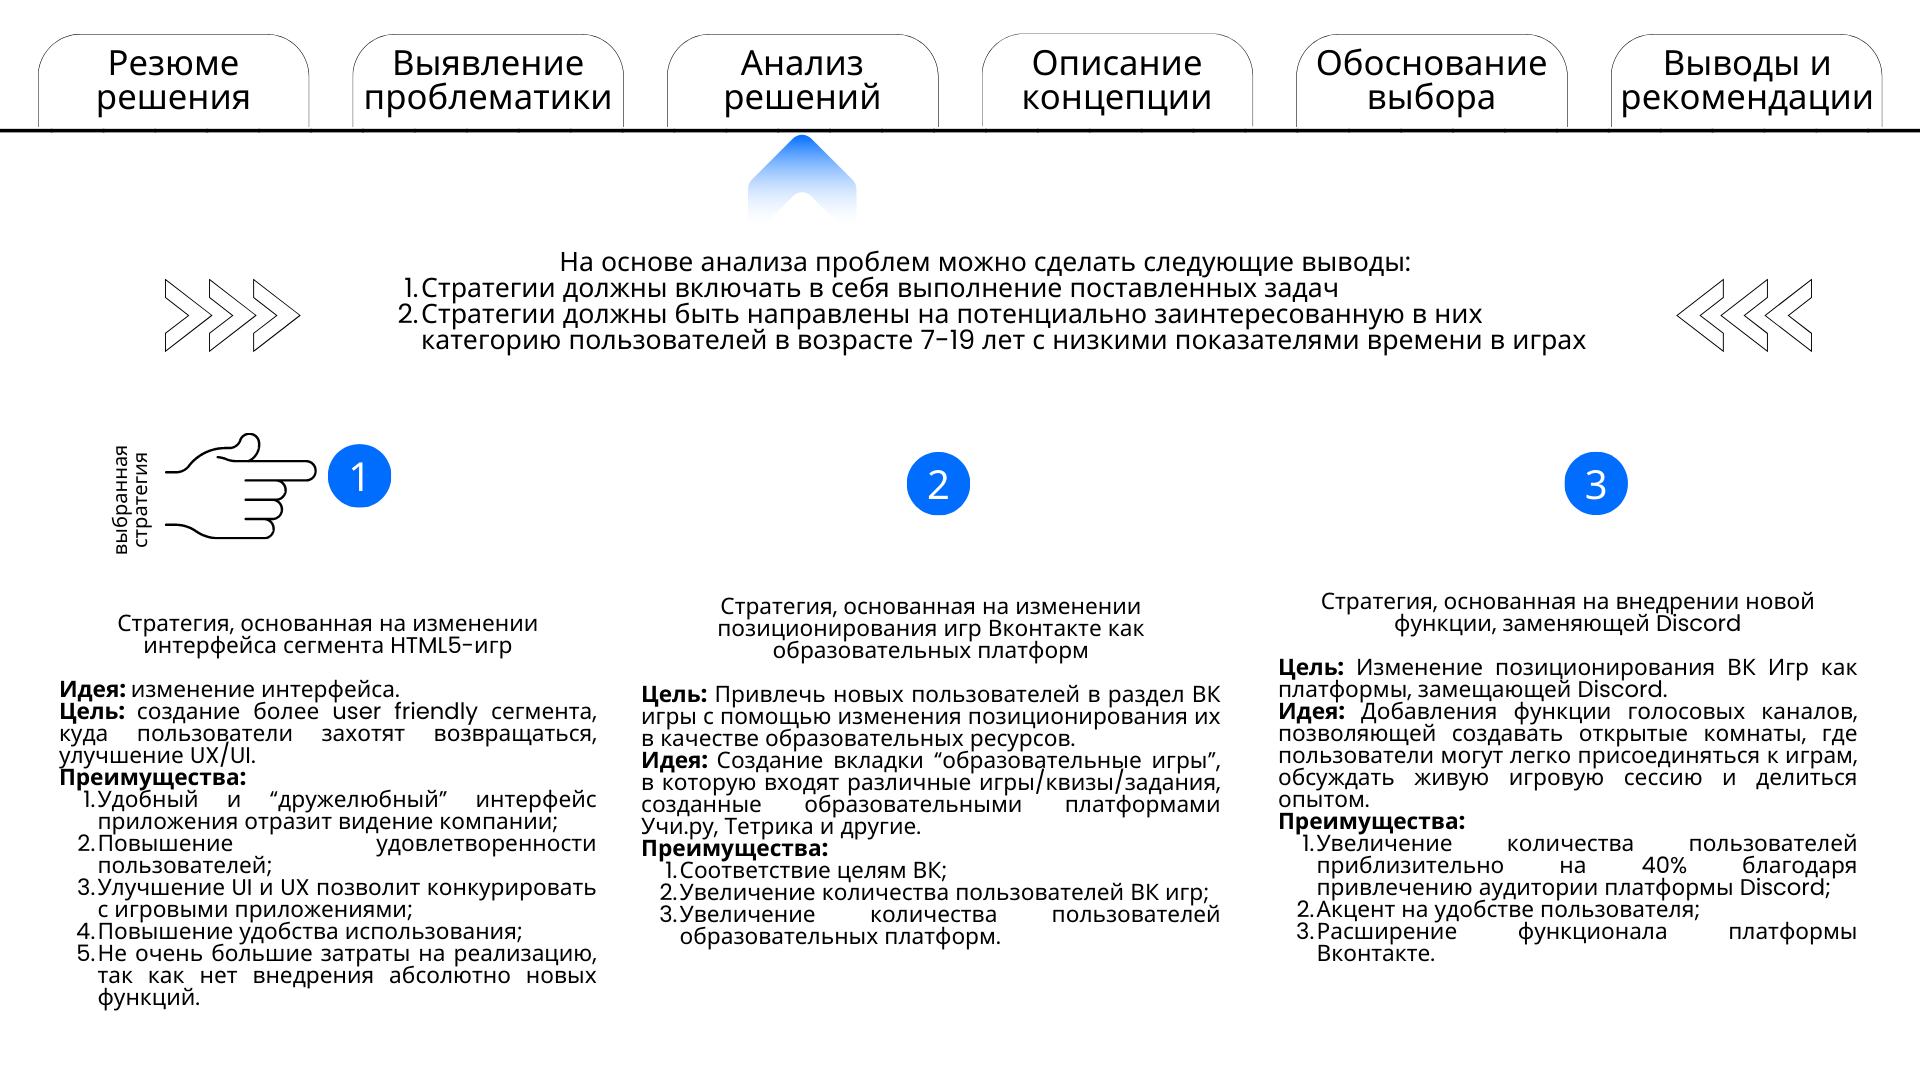 Резюме
решения
Выявление
проблематики
Анализ
решений
Описание
концепции
Обоснование
выбора
Выводы и
рекомендации
На основе анализа проблем можно сделать следующие выводы:
1. Стратегии должны включать в себя выполнение поставленных задач
2. Стратегии должны быть направлены на потенциально заинтересованную в них
категорию пользователей в возрасте 7-19 лет с низкими показателями времени в играх
выбранная
стратегия
1
Стратегия, основанная на изменении
интерфейса сегмента HTML5-игр
Идея: изменение интерфейса.
Цель: создание более user friendly сегмента,
куда пользователи захотят возвращаться,
улучшение UX/UI.
Преимущества:
1. Удобный и “дружелюбный” интерфейс
приложения отразит видение компании;
2. Повышение удовлетворенности
пользователей;
3. Улучшение UI и UX позволит конкурировать
с игровыми приложениями;
4. Повышение удобства использования;
5. Не очень большие затраты на реализацию,
так как нет внедрения абсолютно новых
функций.
2
Стратегия, основанная на изменении
позиционирования игр Вконтакте как
образовательных платформ
Цель: Привлечь новых пользователей в раздел ВК
игры с помощью изменения позиционирования их
в качестве образовательных ресурсов.
Идея: Создание вкладки “образовательные игры”,
в которую входят различные игры/квизы/задания,
созданные образовательными платформами
Учи.ру, Тетрика и другие.
Преимущества:
1. Соответствие целям ВК;
2. Увеличение количества пользователей ВК игр;
3. Увеличение количества пользователей
образовательных платформ.
3
Стратегия, основанная на внедрении новой
функции, заменяющей Discord
Цель: Изменение позиционирования ВК Игр как
платформы, замещающей Discord.
Идея: Добавления функции голосовых каналов,
позволяющей создавать открытые комнаты, где
пользователи могут легко присоединяться к играм,
обсуждать живую игровую сессию и делиться
опытом.
Преимущества:
1. Увеличение количества пользователей
приблизительно на 40% благодаря
привлечению аудитории платформы Discord;
2. Акцент на удобстве пользователя;
3. Расширение функционала платформы
Вконтакте.